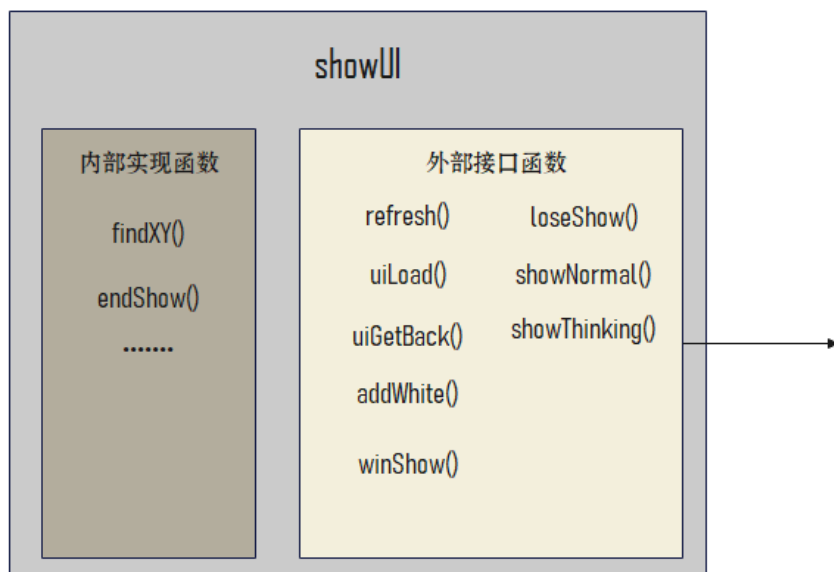 showUI
内部实现函数
findXY()
endShow()
.......
外部接口函数
refresh()
uiLoad()
uiGetBack()
addWhite()
winShow()
loseShow()
showNormal()
showThinking()